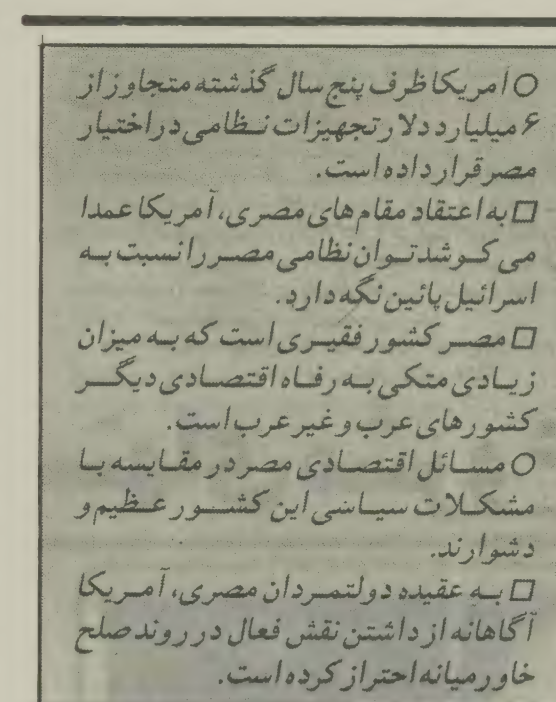 ○ آمریکا ظرف پنج سال گذشته متجاوز از
۶ میلیارد دلار تجهیزات نظامی در اختیار
مصر قرار داده است.
□ به اعتقاد مقام های مصری، آمریکا عمدا
می کوشد توان نظامی مصر را نسبت به
اسرائیل پائین نگه دارد.
□ مصر کشور فقیری است که به میزان
زیادی متکی به رفاه اقتصادی دیگر
کشورهای عرب و غیر عرب است.
○ مسائل اقتصادی مصر در مقایسه با
مشکلات سیاسی این کشور عظیم و
دشوارند.
□ به عقیده دولتمردان مصری، آمریکا
آگاهانه از داشتن نقش فعال در روند صلح
خاورمیانه احتراز کرده است.